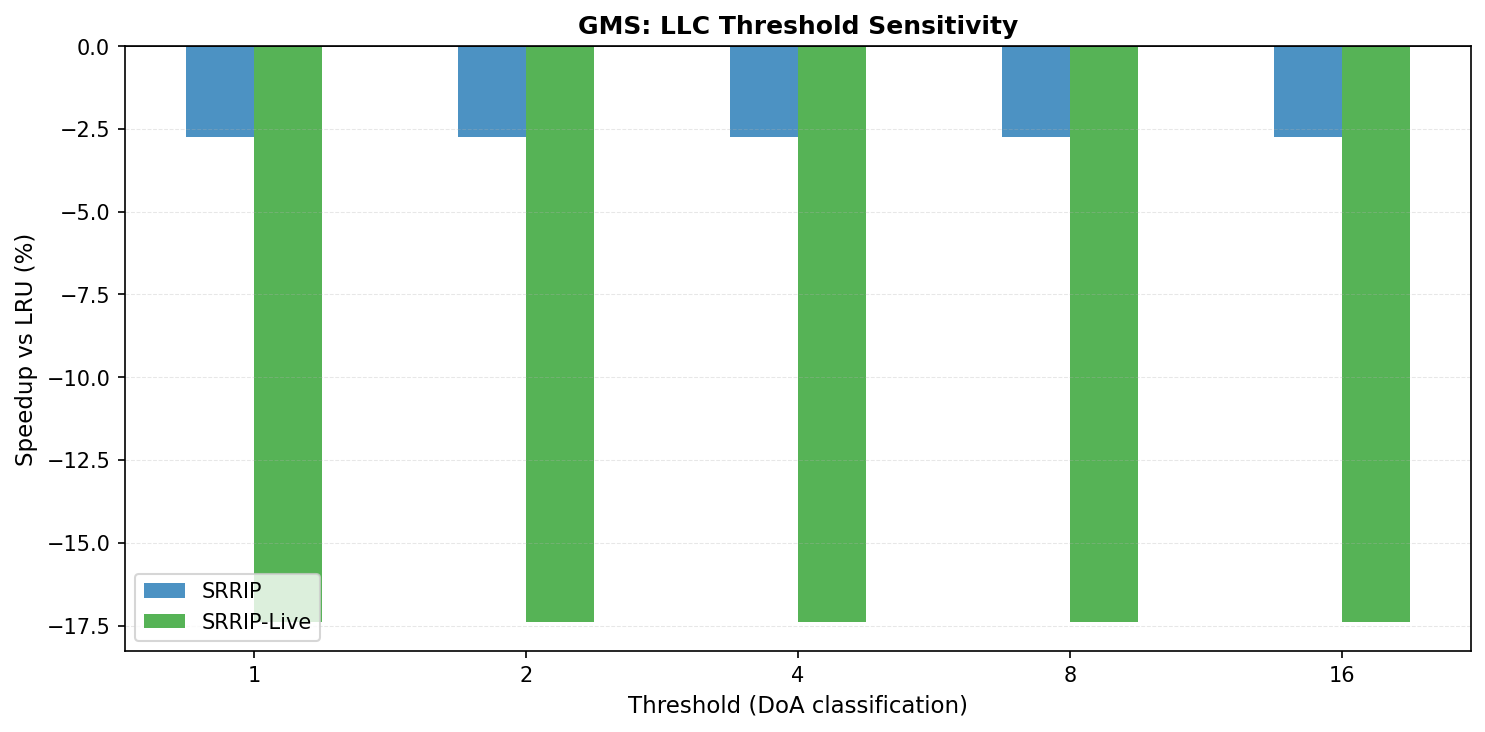 GMS: LLC Threshold Sensitivity
Speedup vs LRU (%)
0.0
−2.5
−5.0
−7.5
−10.0
−12.5
−15.0
−17.5
SRRIP
SRRIP-Live
1 2 4 8 16
Threshold (DoA classification)